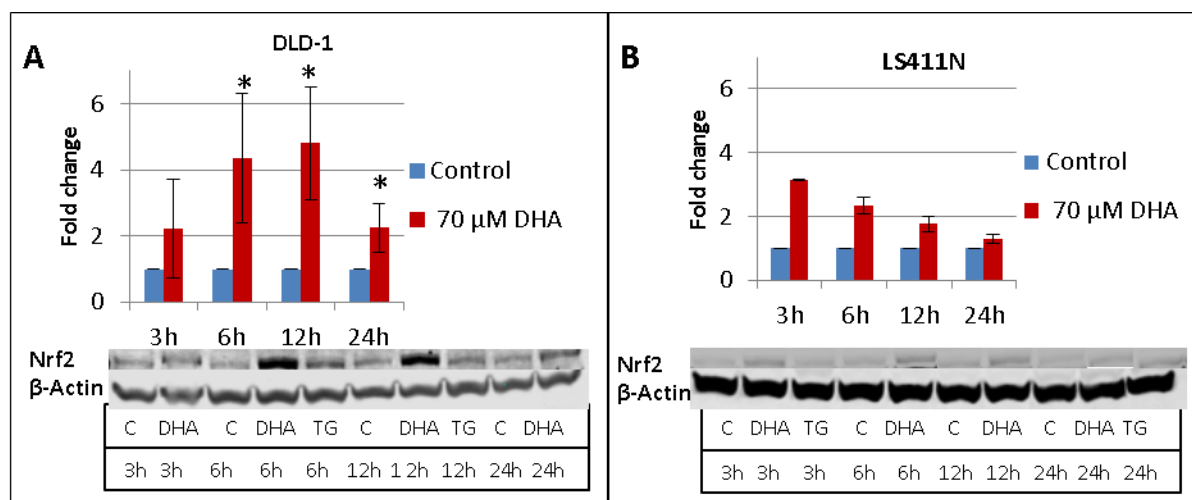 A
DLD-1
*
*
*
6
4
2
0
Fold change
Control
70 µM DHA
3h 6h 12h 24h
Nrf2
β-Actin
C DHA C DHA TG C DHA TG C DHA
3h 3h 6h 6h 6h 12h 1 2h 12h 24h 24h
B
LS411N
6
4
2
0
Fold change
Control
70 µM DHA
3h 6h 12h 24h
Nrf2
β-Actin
C DHA TG C DHA C DHA C DHA TG
3h 3h 3h 6h 6h 12h 12h 24h 24h 24h